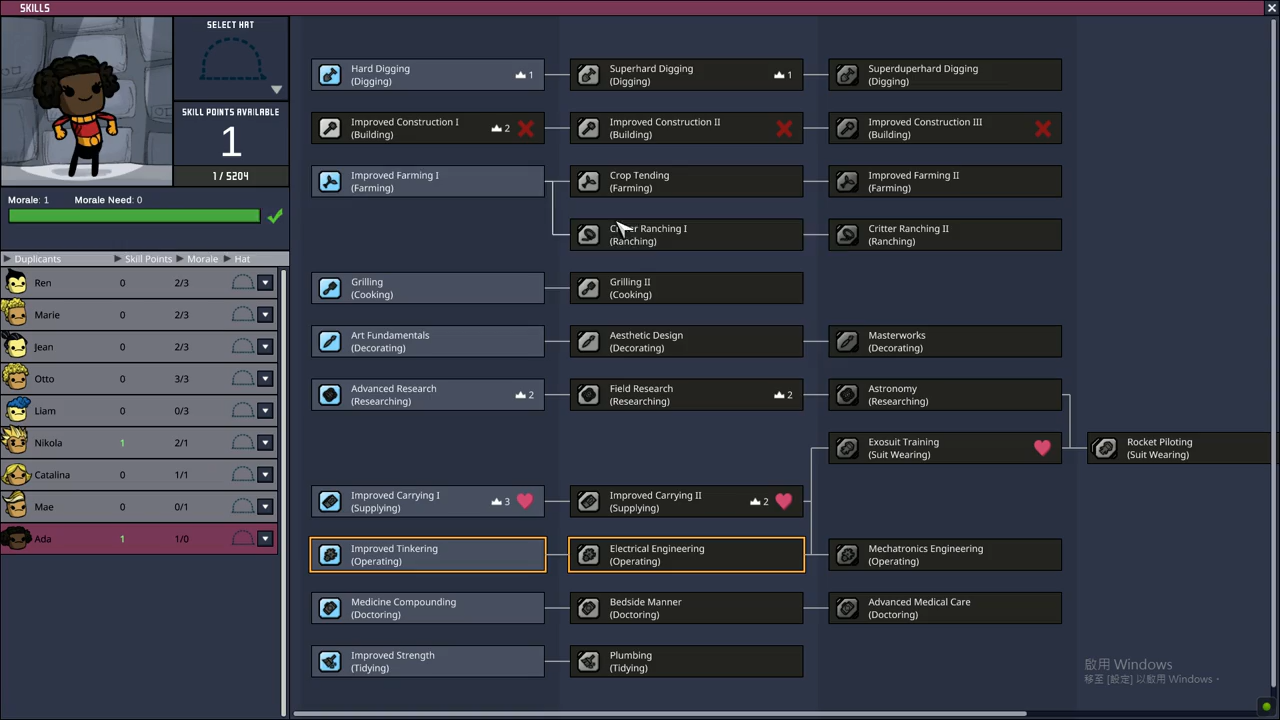 SKILLS
SELECT HAT
SKILL POINTS AVAILABLE
1
1 / 5204
Morale: 1 Morale Need: 0
Duplicants Skill Points Morale Hat
Ren 0 2/3
Marie 0 2/3
Jean 0 2/3
Otto 0 3/3
Liam 0 0/3
Nikola 1 2/1
Catalina 0 1/1
Mae 0 0/1
Ada 1 1/0
Hard Digging
(Digging)
1
Superhard Digging
(Digging)
1
Superduperhard Digging
(Digging)
Improved Construction I
(Building)
2
Improved Construction II
(Building)
Improved Construction III
(Building)
Improved Farming I
(Farming)
Crop Tending
(Farming)
Improved Farming II
(Farming)
Critter Ranching I
(Ranching)
Critter Ranching II
(Ranching)
Grilling
(Cooking)
Grilling II
(Cooking)
Art Fundamentals
(Decorating)
Aesthetic Design
(Decorating)
Masterworks
(Decorating)
Advanced Research
(Researching)
2
Field Research
(Researching)
2
Astronomy
(Researching)
Exosuit Training
(Suit Wearing)
Rocket Piloting
(Suit Wearing)
Improved Carrying I
(Supplying)
3
Improved Carrying II
(Supplying)
2
Improved Tinkering
(Operating)
Electrical Engineering
(Operating)
Mechatronics Engineering
(Operating)
Medicine Compounding
(Doctoring)
Bedside Manner
(Doctoring)
Advanced Medical Care
(Doctoring)
Improved Strength
(Tidying)
Plumbing
(Tidying)
啟用 Windows
移至 [設定] 以啟用 Windows。